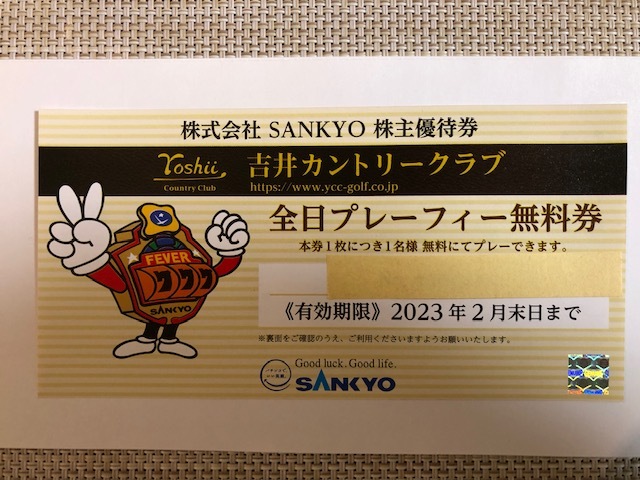 株式会社 SANKYO 株主優待券
Yoshii
Country Club
吉井カントリークラブ
https://www.ycc-golf.co.jp
全日プレーフィー無料券
本券1枚につき1名様 無料にてプレーできます。
FEVER
777
SANKYO
《有効期限》2023年2月末日まで
※裏面をご確認のうえ、ご利用くださいますようお願いいたします。
Good luck. Good life.
SANKYO